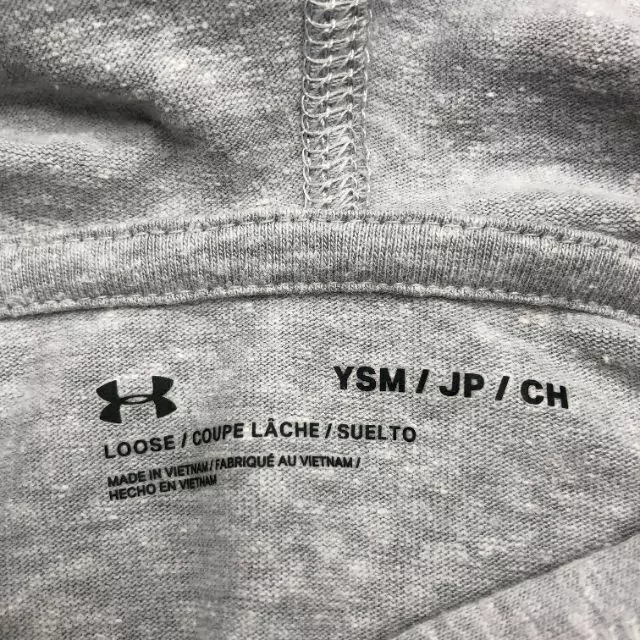 YSM / JP / CH
LOOSE / COUPE LÂCHE / SUELTO
MADE IN VIETNAM / FABRIQUÉ AU VIETNAM /
HECHO EN VIETNAM